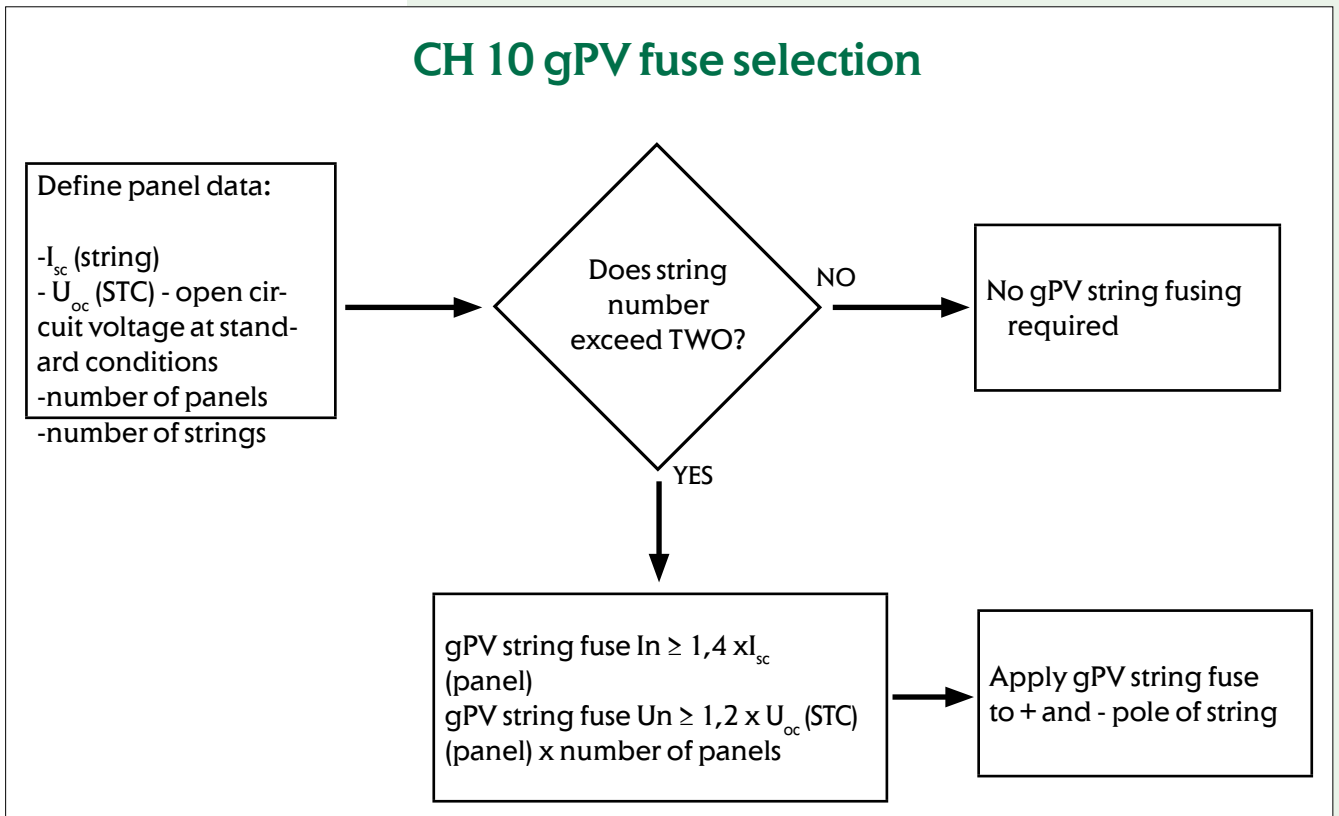 CH 10 gPV fuse selection
Define panel data:
-Isc (string)
- Uoc (STC) - open cir-
cuit voltage at stand-
ard conditions
-number of panels
-number of strings
Does string
number
exceed TWO?
NO
No gPV string fusing
required
YES
gPV string fuse In ≥ 1,4 xIsc
(panel)
gPV string fuse Un ≥ 1,2 x Uoc (STC)
(panel) x number of panels
Apply gPV string fuse
to + and - pole of string